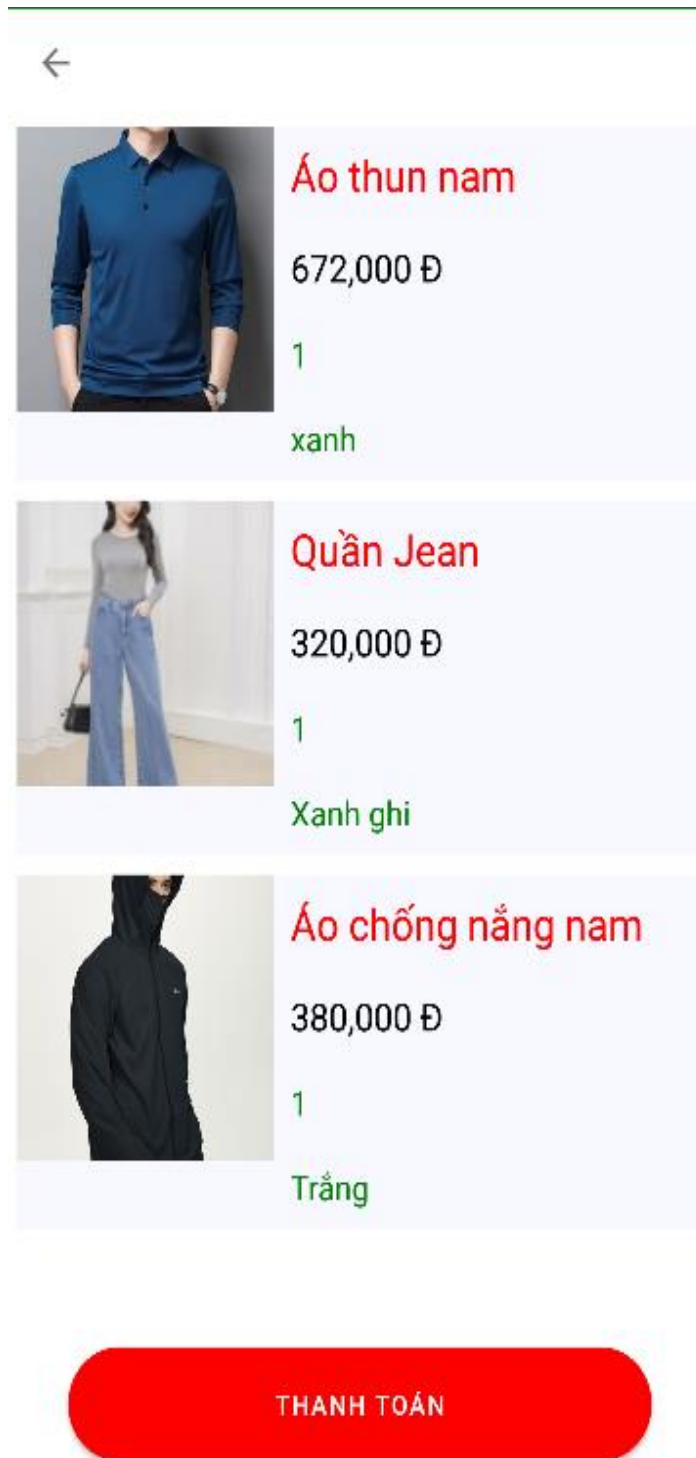 Áo thun nam
672,000 Đ
1
xanh
Quần Jean
320,000 Đ
1
Xanh ghi
Áo chống nắng nam
380,000 Đ
1
Trắng
THANH TOÁN